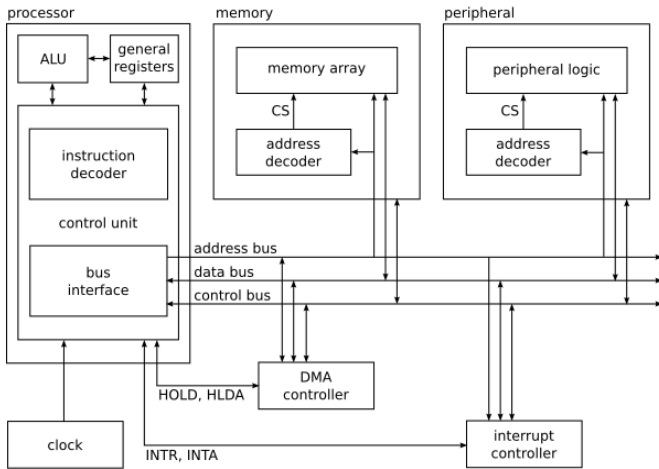 processor
memory
peripheral
ALU
general
registers
memory array
peripheral logic
CS
CS
instruction
decoder
address
decoder
address
decoder
control unit
address bus
bus
interface
data bus
control bus
DMA
controller
HOLD, HLDA
clock
INTR, INTA
interrupt
controller